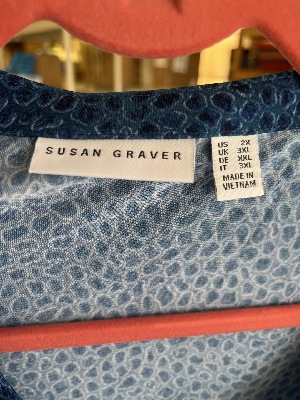 SUSAN GRAVER
US 2X
UK 3XL
DE XXL
IT 3XL
MADE IN
VIETNAM